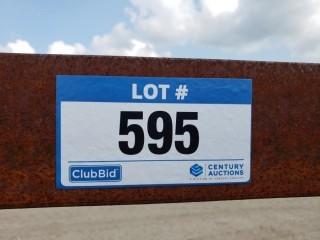 LOT #
595
ClubBid
CENTURY
AUCTIONS